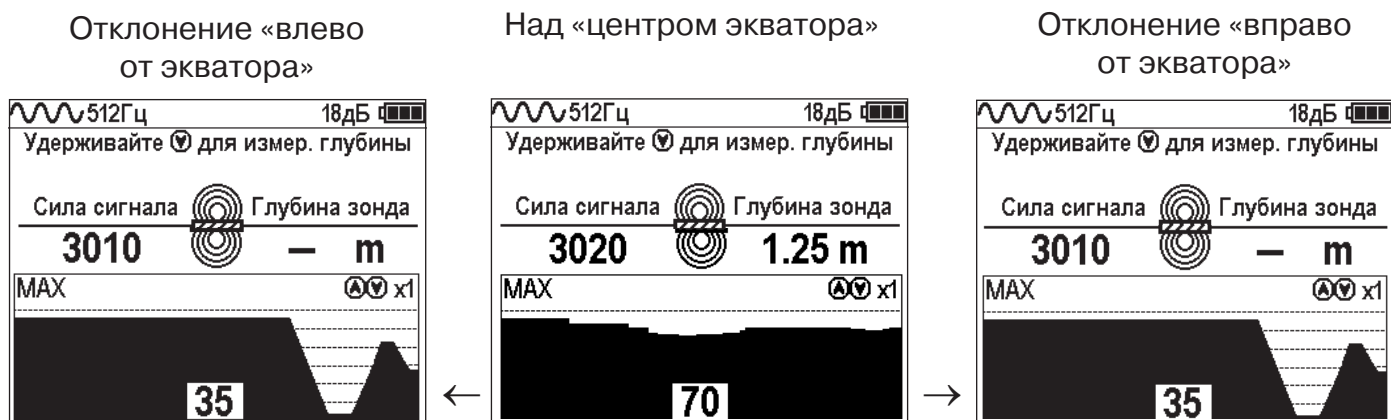 Отклонение «влево
от экватора»
512Гц 18дБ
Удерживайте для измер. глубины
Сила сигнала Глубина зонда
3010 – m
MAX x1
35
Над «центром экватора»
512Гц 18дБ
Удерживайте для измер. глубины
Сила сигнала Глубина зонда
3020 1.25 m
MAX x1
70
Отклонение «вправо
от экватора»
512Гц 18дБ
Удерживайте для измер. глубины
Сила сигнала Глубина зонда
3010 – m
MAX x1
35